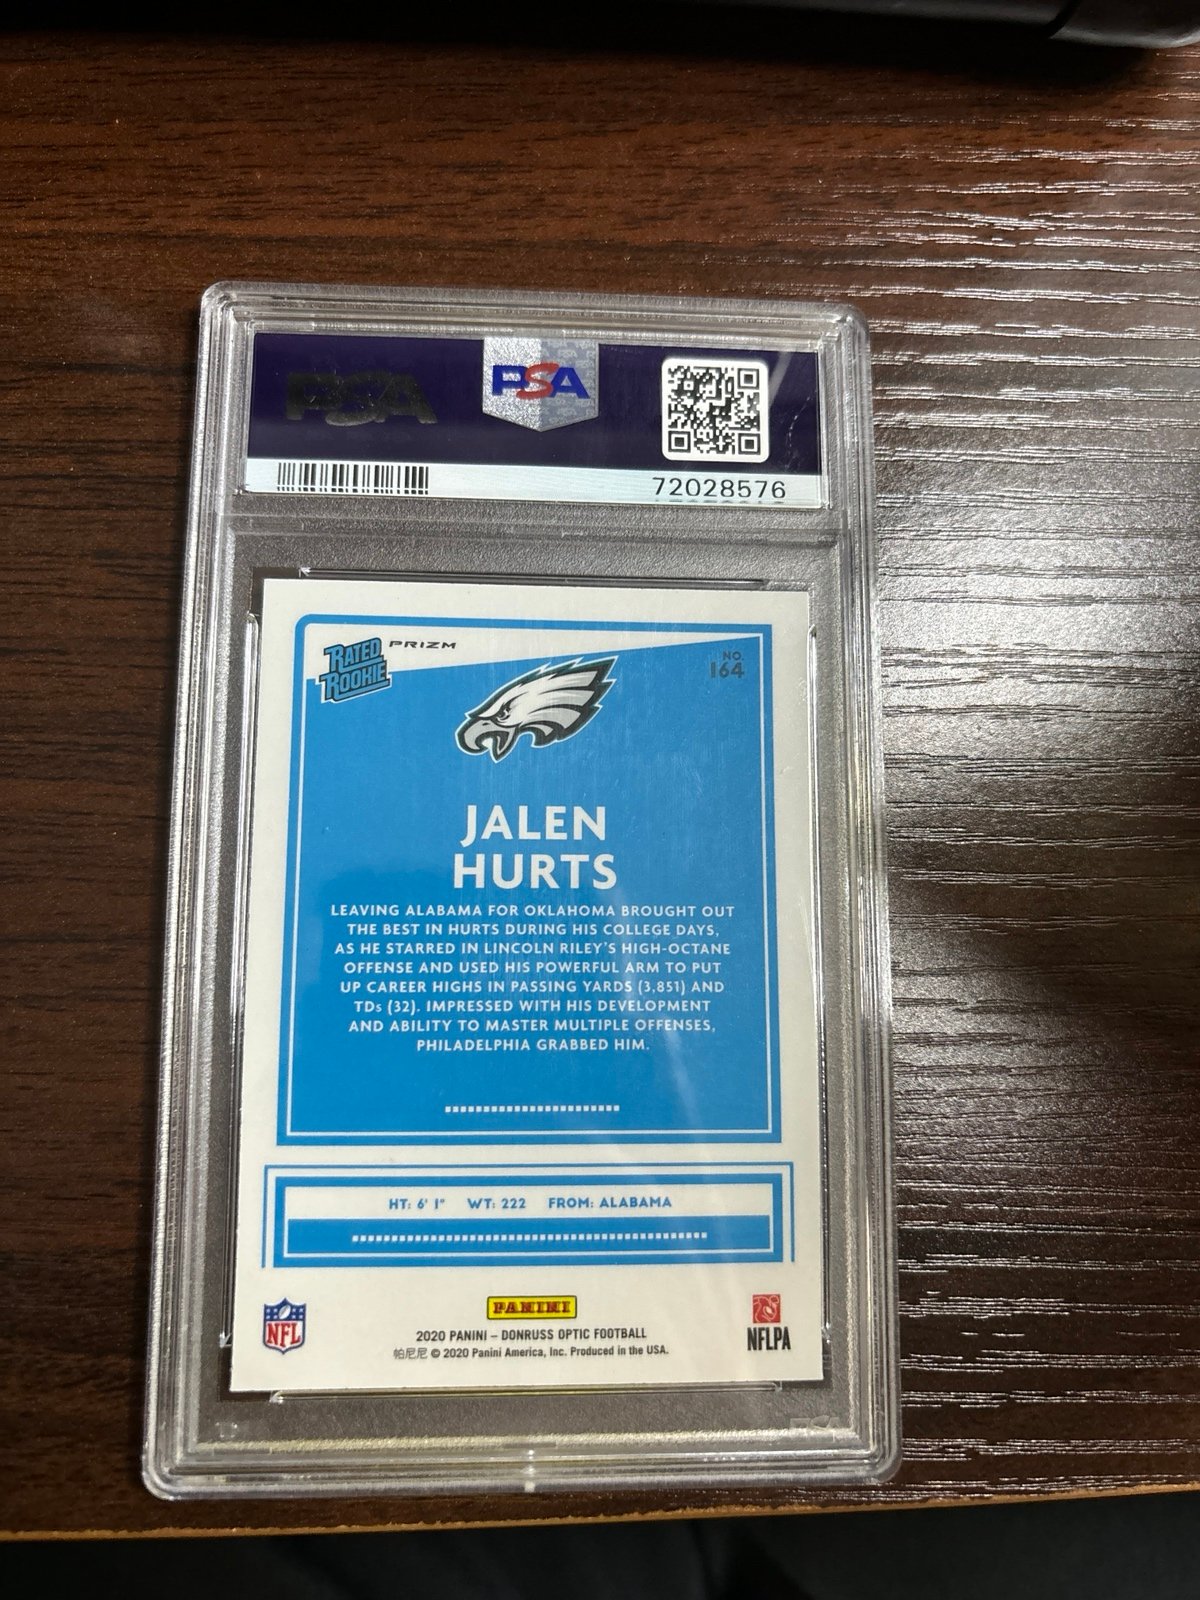 PSA
PSA
72028576
RATED
ROOKIE
PRIZM
NO.
164
JALEN
HURTS
LEAVING ALABAMA FOR OKLAHOMA BROUGHT OUT
THE BEST IN HURTS DURING HIS COLLEGE DAYS,
AS HE STARRED IN LINCOLN RILEY'S HIGH-OCTANE
OFFENSE AND USED HIS POWERFUL ARM TO PUT
UP CAREER HIGHS IN PASSING YARDS (3,851) AND
TDs (32). IMPRESSED WITH HIS DEVELOPMENT
AND ABILITY TO MASTER MULTIPLE OFFENSES,
PHILADELPHIA GRABBED HIM.
HT: 6' 1" WT: 222 FROM: ALABAMA
NFL
PANINI
2020 PANINI – DONRUSS OPTIC FOOTBALL
帕尼尼 © 2020 Panini America, Inc. Produced in the USA.
NFLPA
PSA